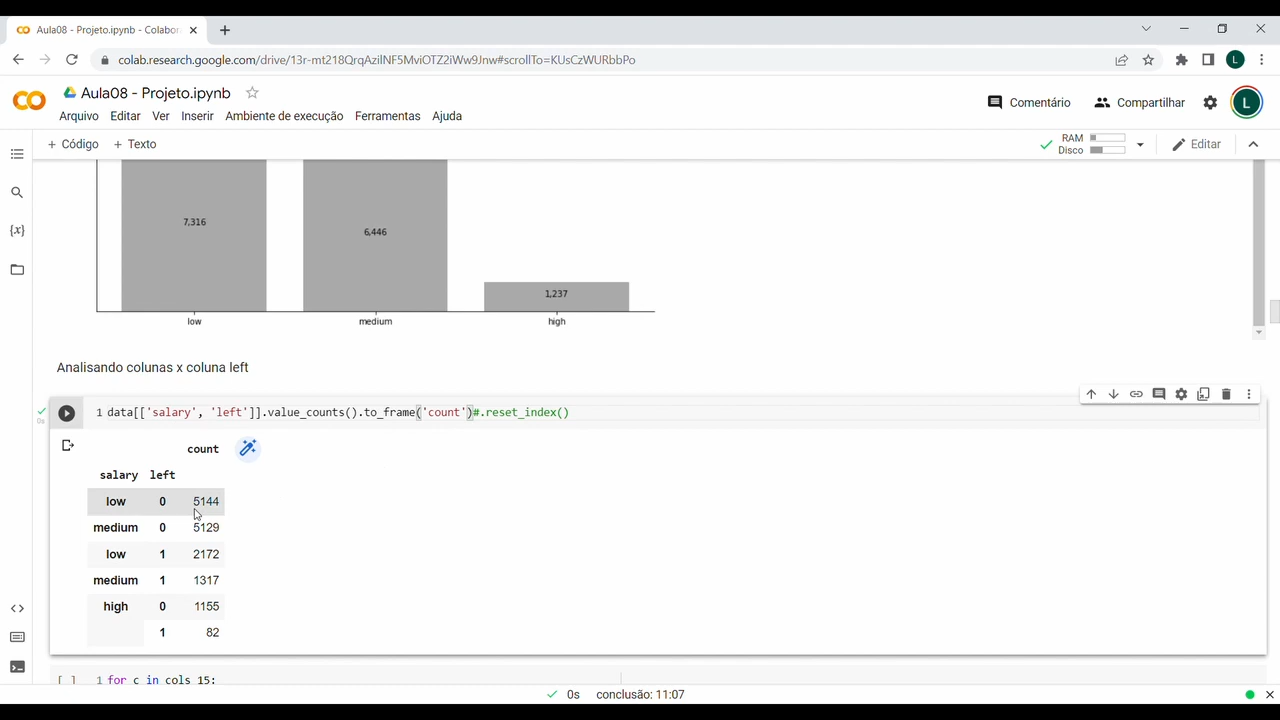 Aula08 - Projeto.ipynb - Colabor
colab.research.google.com/drive/13r-mt218QrqAzilNF5MviOTZ2iWw9Jnw#scrollTo=KUsCzWURbbPo
L
Aula08 - Projeto.ipynb
Comentário
Compartilhar
L
Arquivo Editar Ver Inserir Ambiente de execução Ferramentas Ajuda
+ Código + Texto
RAM
Disco
Editar
{x}
7,316
6,446
1,237
low medium high
Analisando colunas x coluna left
0s
1 data[['salary', 'left']].value_counts().to_frame('count')#.reset_index()
count
salary left
low 0 5144
medium 0 5129
low 1 2172
medium 1 1317
high 0 1155
1 82
[ ] 1 for c in cols_15:
0s conclusão: 11:07